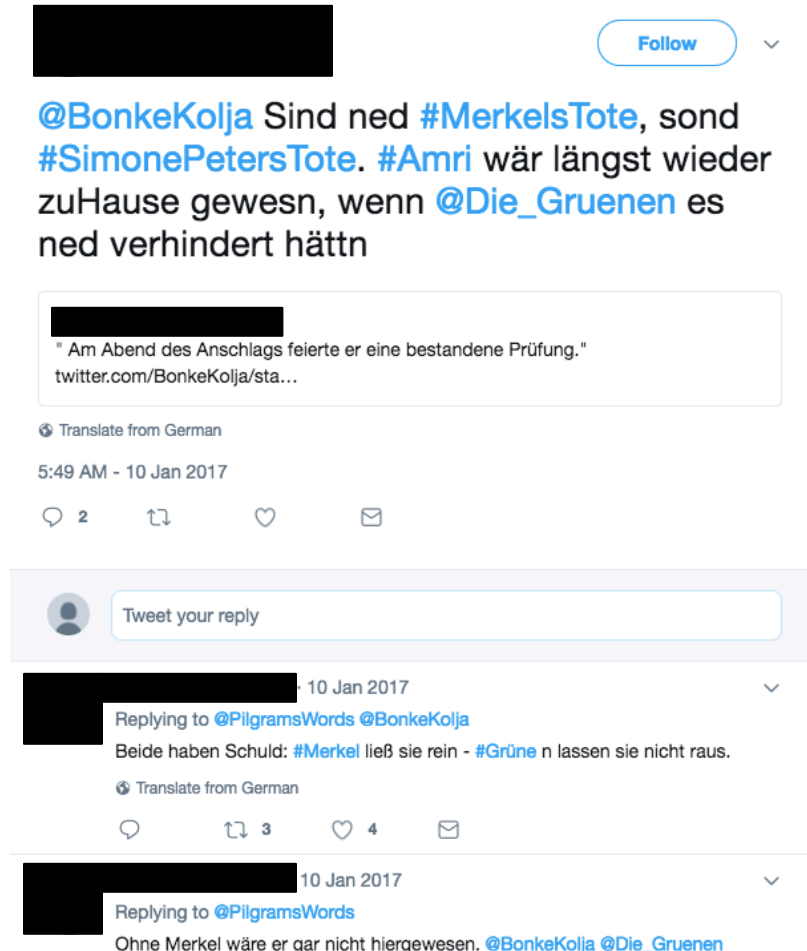 Follow
@BonkeKolja Sind ned #MerkelsTote, sond
#SimonePetersTote. #Amri wär längst wieder
zuHause gewesn, wenn @Die_Gruenen es
ned verhindert hättn
" Am Abend des Anschlags feierte er eine bestandene Prüfung."
twitter.com/BonkeKolja/sta...
Translate from German
5:49 AM - 10 Jan 2017
2
Tweet your reply
· 10 Jan 2017
Replying to @PilgramsWords @BonkeKolja
Beide haben Schuld: #Merkel ließ sie rein - #Grüne n lassen sie nicht raus.
Translate from German
3 4
10 Jan 2017
Replying to @PilgramsWords
Ohne Merkel wäre er gar nicht hiergewesen. @BonkeKolja @Die_Gruenen